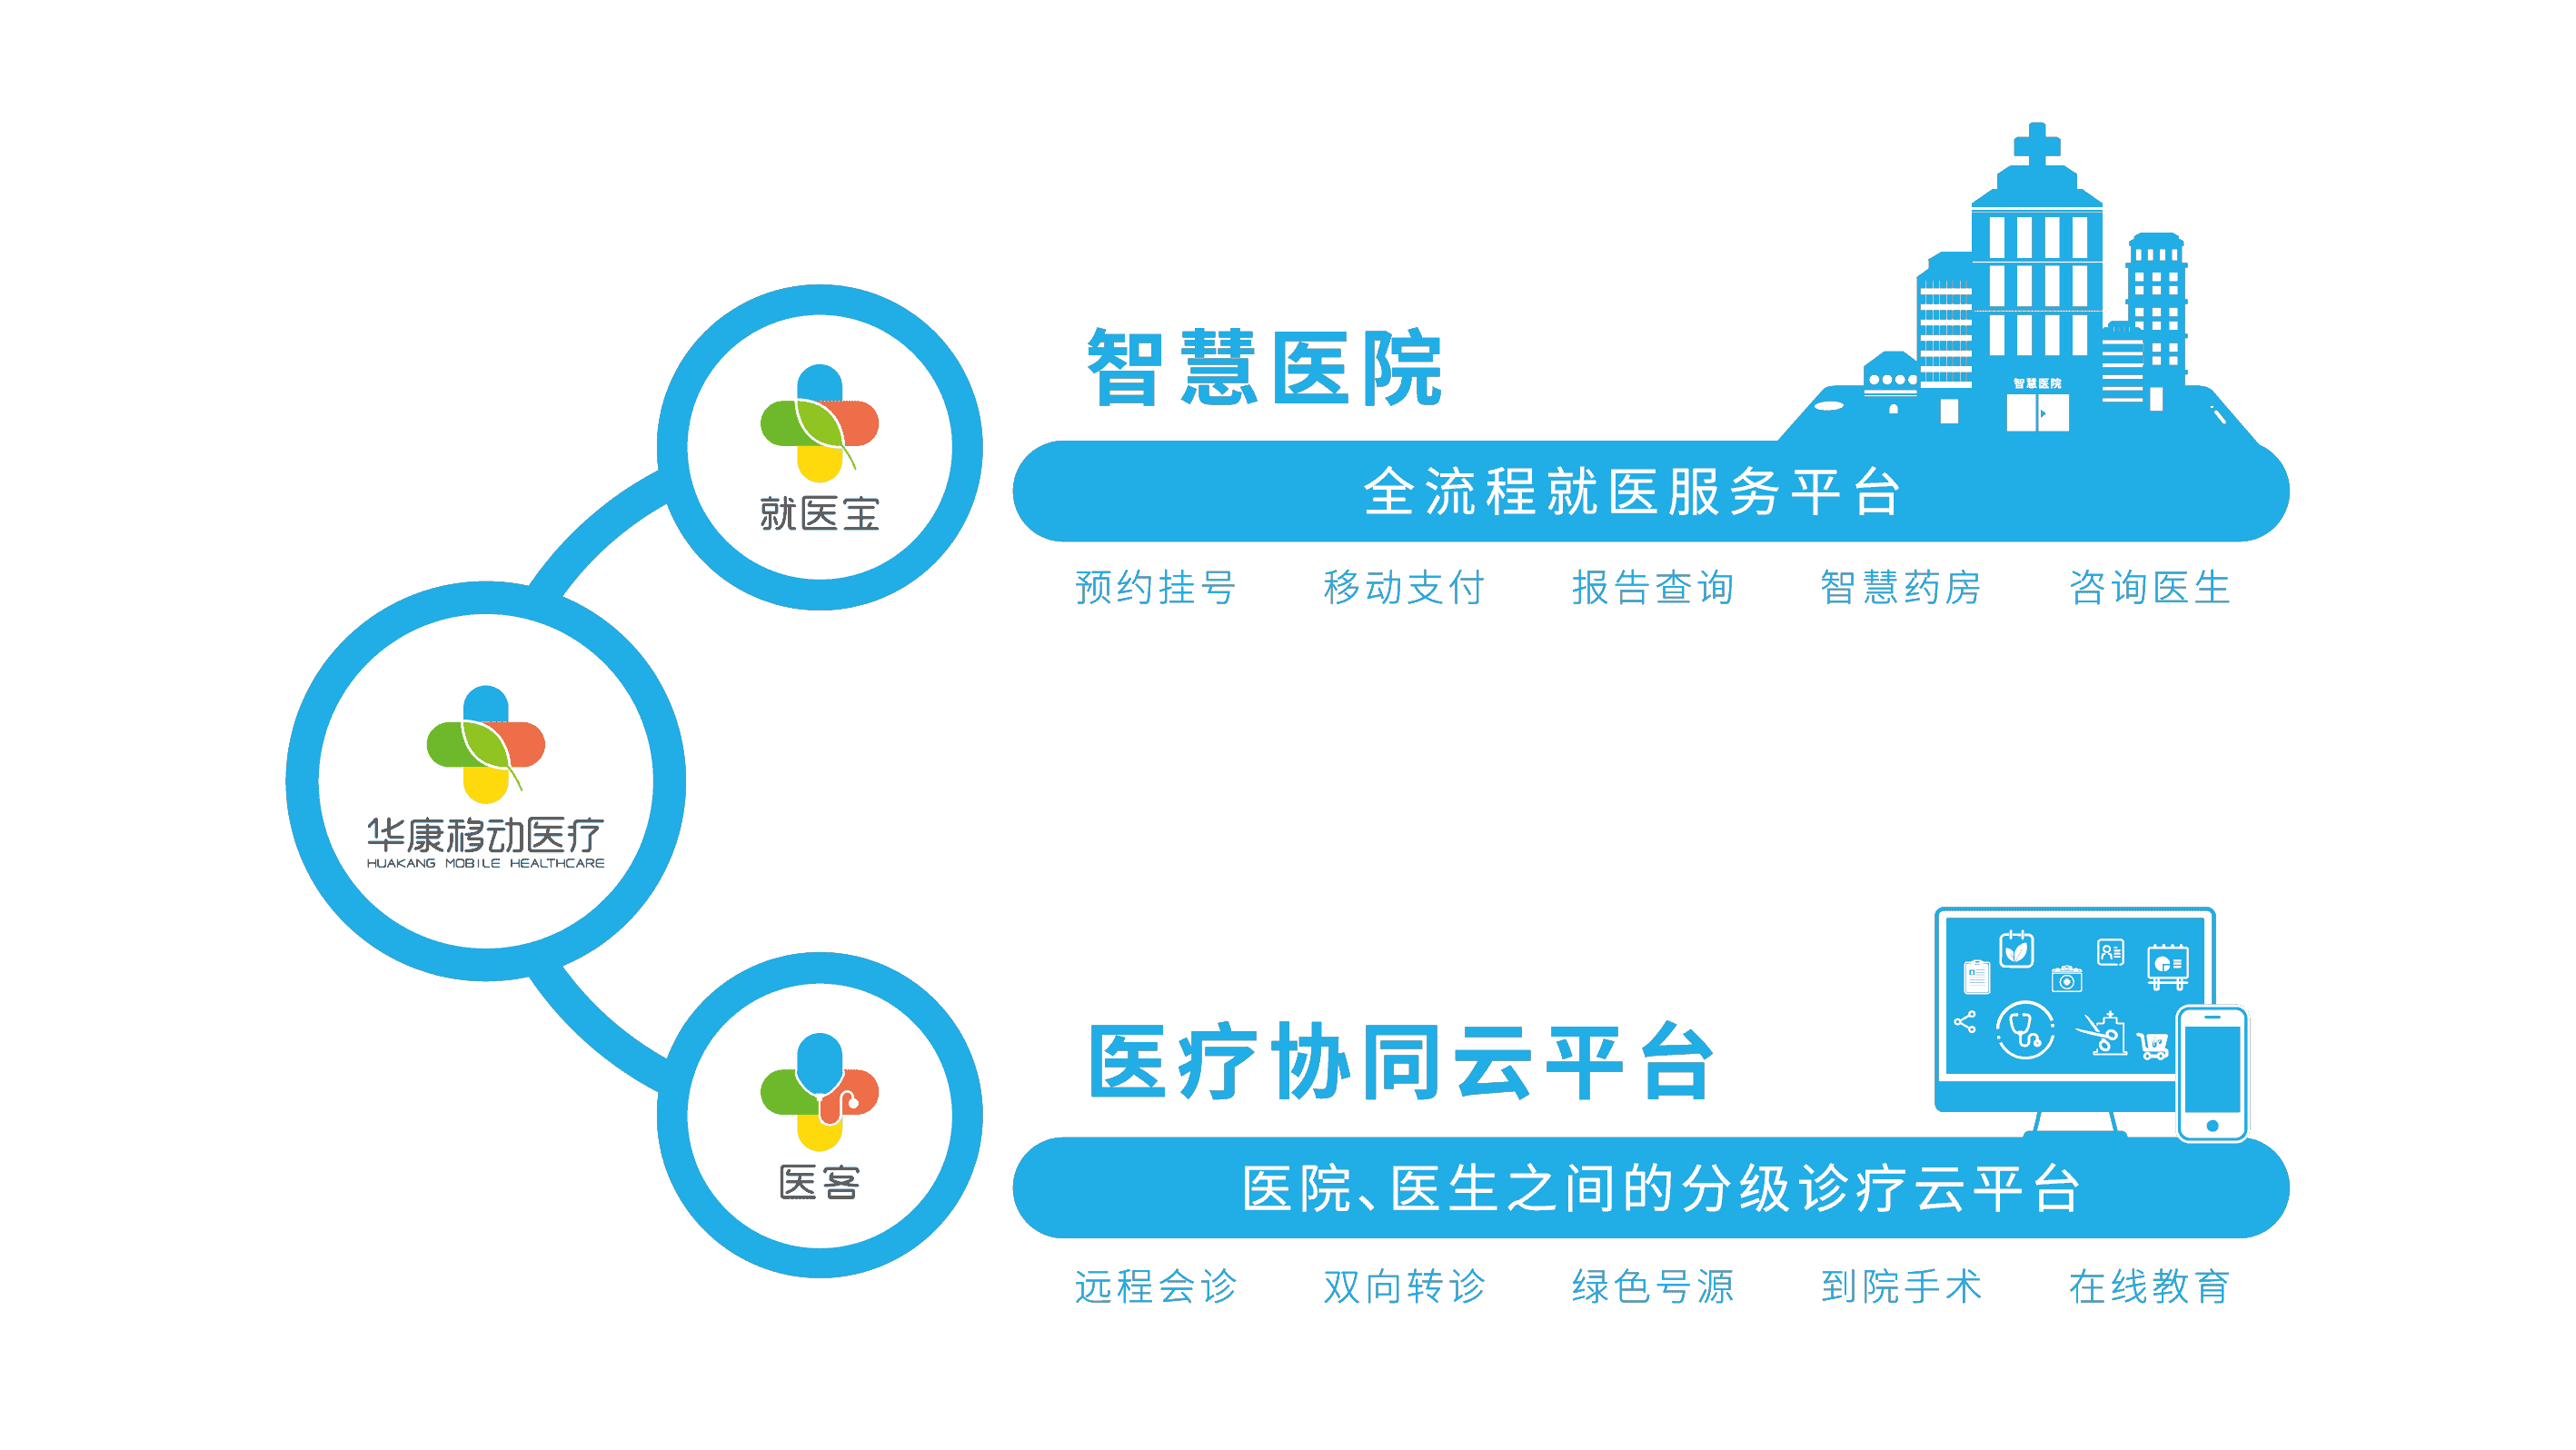 智慧医院
智慧医院
全流程就医服务平台
就医宝
预约挂号 移动支付 报告查询 智慧药房 咨询医生
华康移动医疗
HUAKANG MOBILE HEALTHCARE
医疗协同云平台
医院、医生之间的分级诊疗云平台
医客
远程会诊 双向转诊 绿色号源 到院手术 在线教育